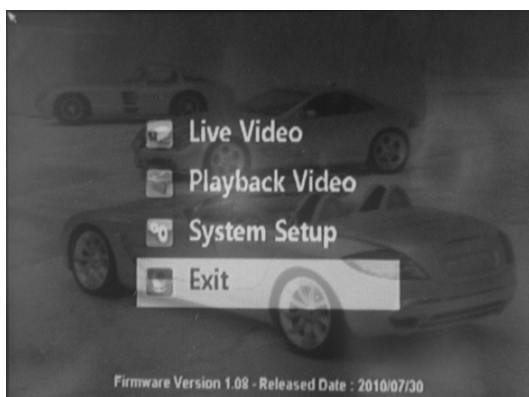 Live Video
Playback Video
System Setup
Exit
Firmware Version 1.08 - Released Date : 2010/07/30